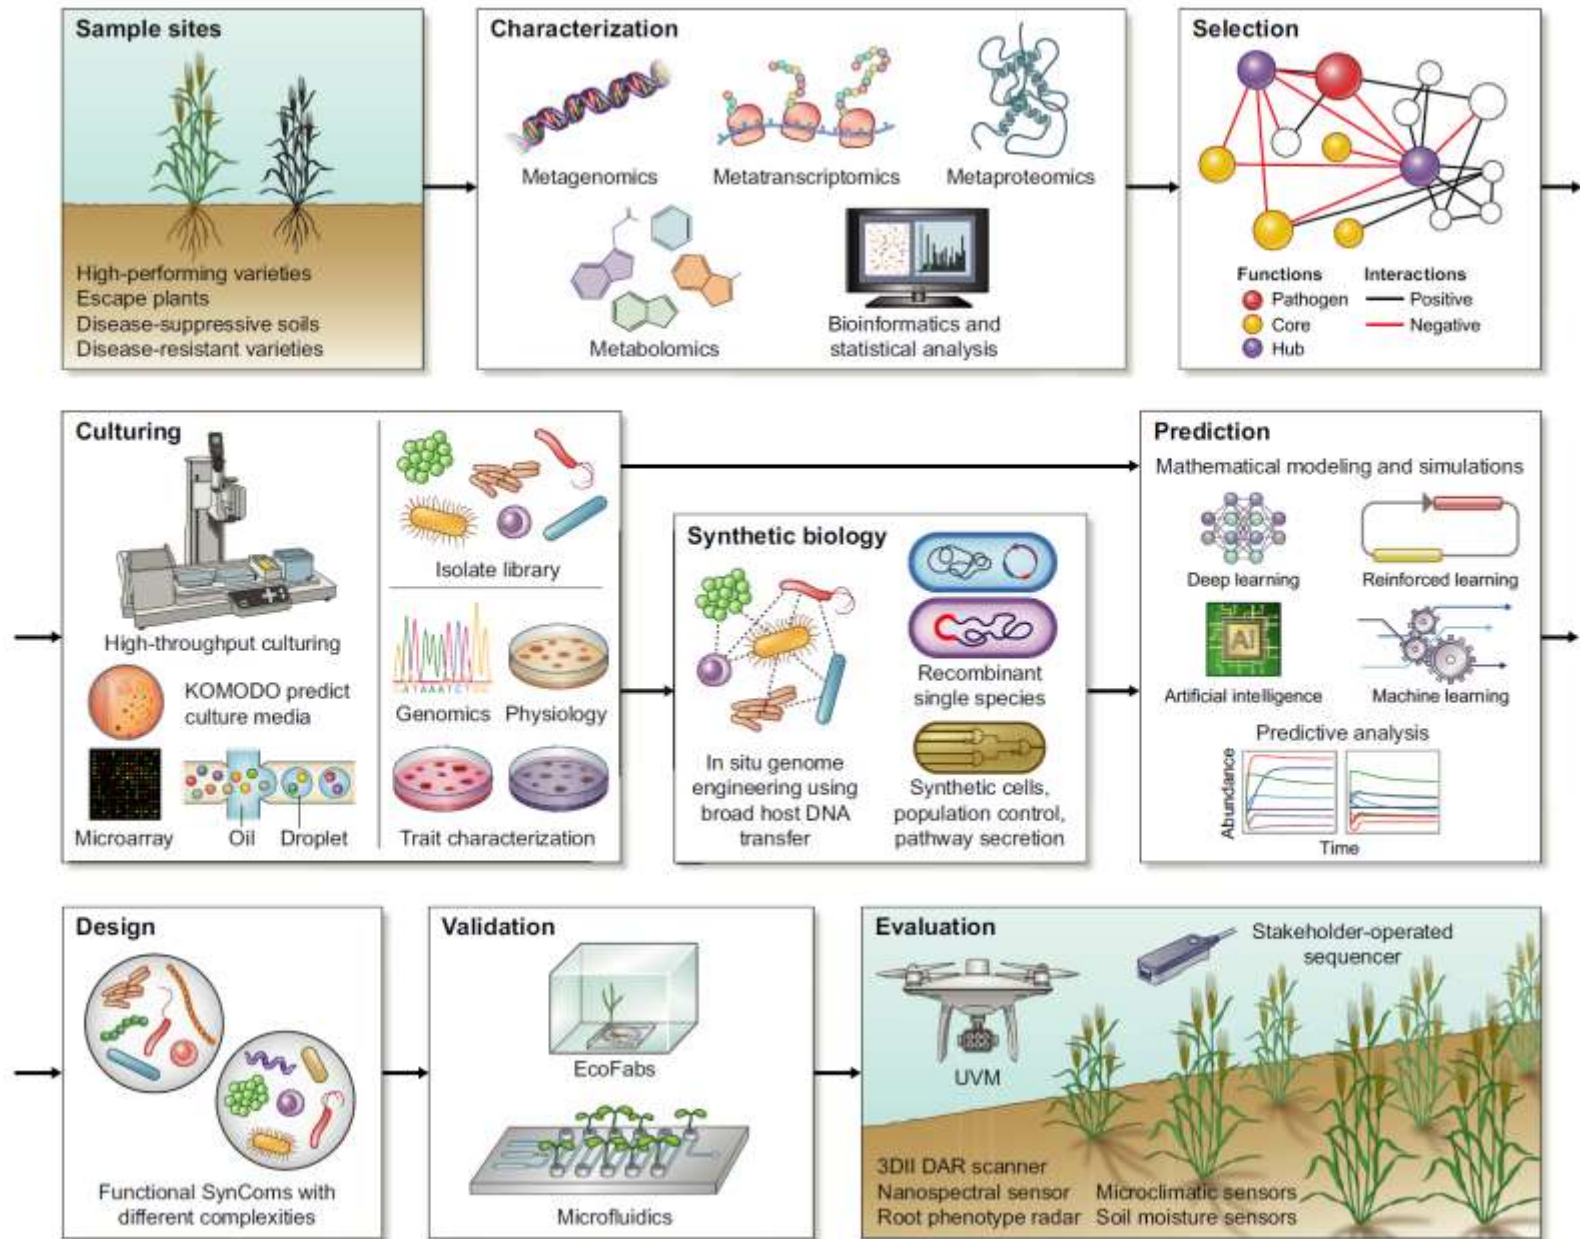 Sample sites
High-performing varieties
Escape plants
Disease-suppressive soils
Disease-resistant varieties
Characterization
Metagenomics
Metatranscriptomics
Metaproteomics
Metabolomics
Bioinformatics and
statistical analysis
Selection
Functions
Interactions
Pathogen
Positive
Core
Negative
Hub
Culturing
High-throughput culturing
KOMODO predict
culture media
Microarray
Oil
Droplet
Isolate library
ATAAATCT
Genomics
Physiology
Trait characterization
Synthetic biology
In situ genome
engineering using
broad host DNA
transfer
Recombinant
single species
Synthetic cells,
population control,
pathway secretion
Prediction
Mathematical modeling and simulations
Deep learning
Reinforced learning
AI
Artificial intelligence
Machine learning
Predictive analysis
Abundance
Time
Design
Functional SynComs with
different complexities
Validation
EcoFabs
Microfluidics
Evaluation
Stakeholder-operated
sequencer
UVM
3DII DAR scanner
Nanospectral sensor
Microclimatic sensors
Root phenotype radar
Soil moisture sensors